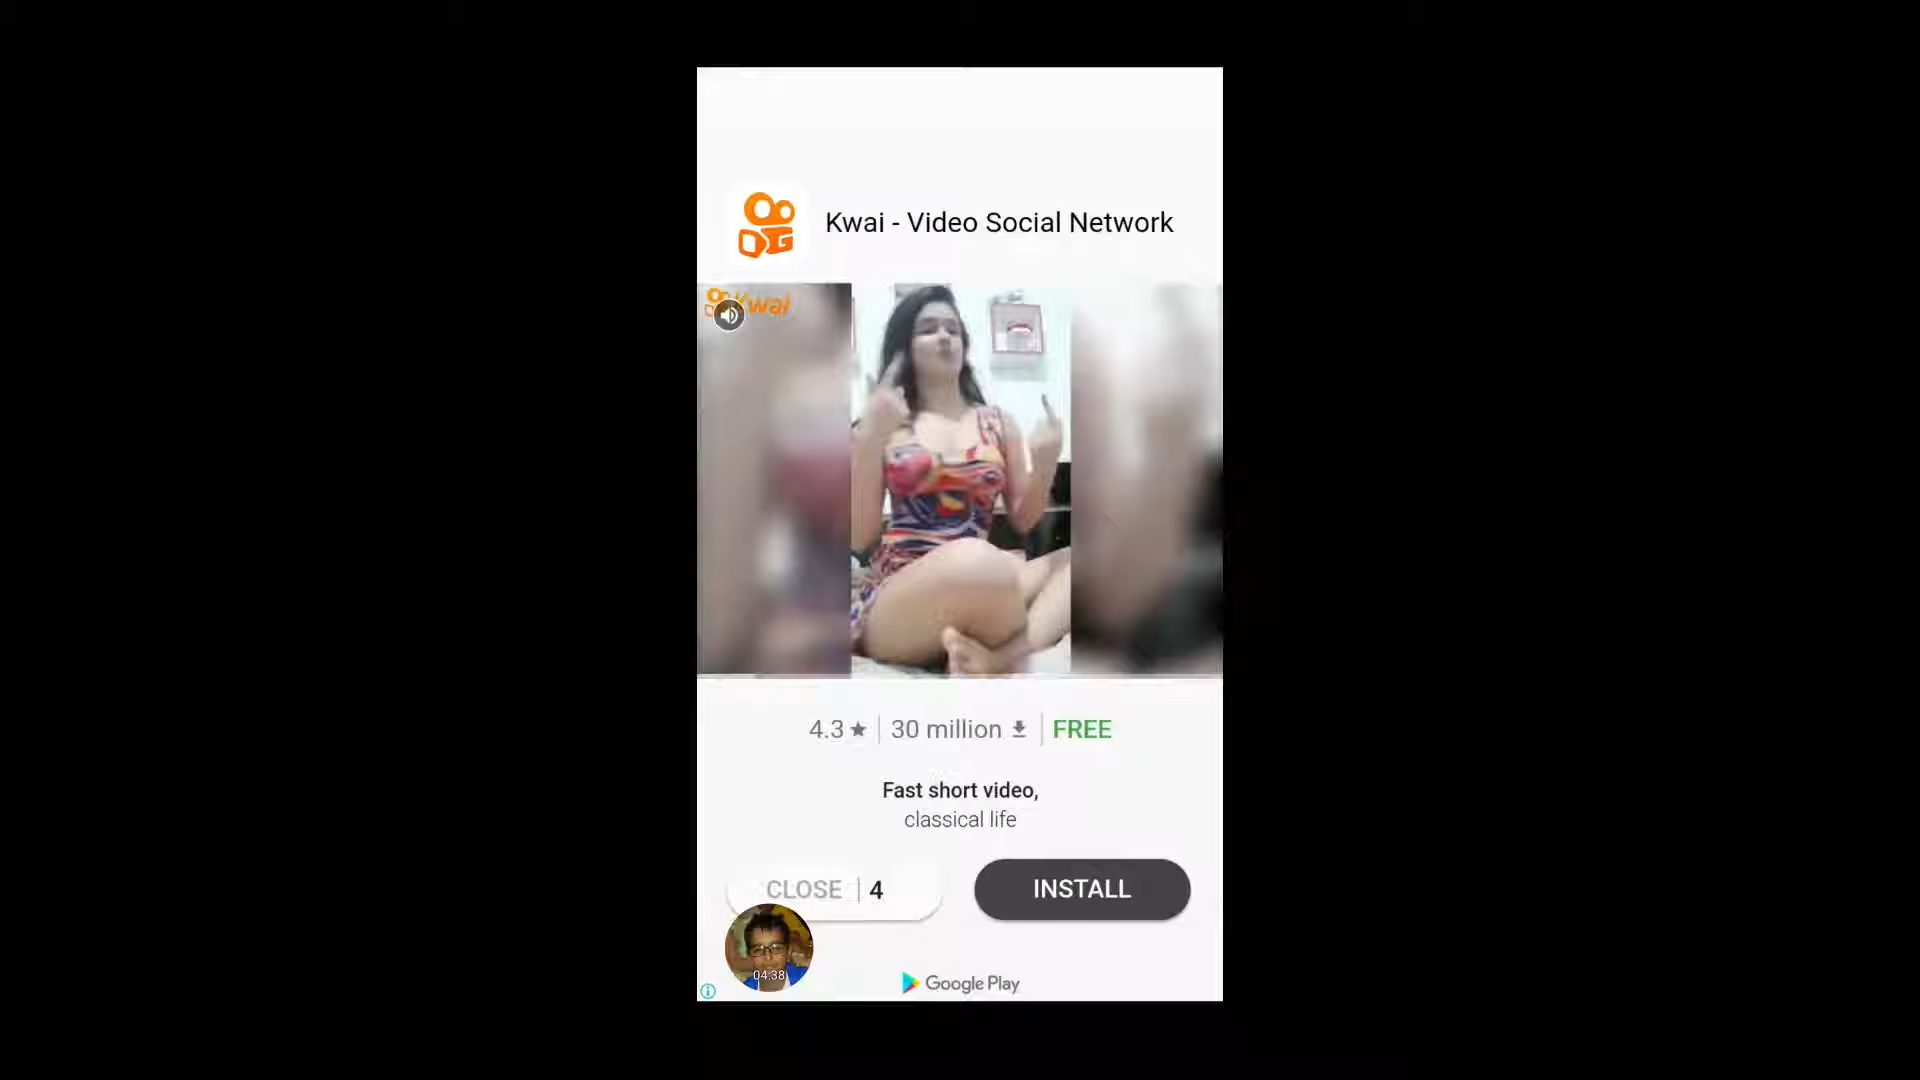 Kwai - Video Social Network
Kwai
4.3 ★ | 30 million | FREE
Fast short video,
classical life
CLOSE | 4
INSTALL
04:38
Google Play